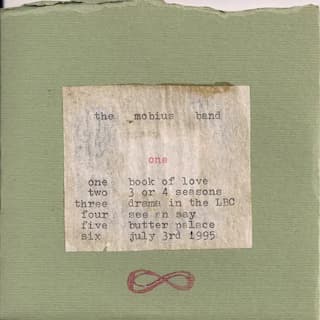 the mobius band
one
one book of love
two 3 or 4 seasons
three drama in the LBC
four see an say
five butter palace
six july 3rd 1995